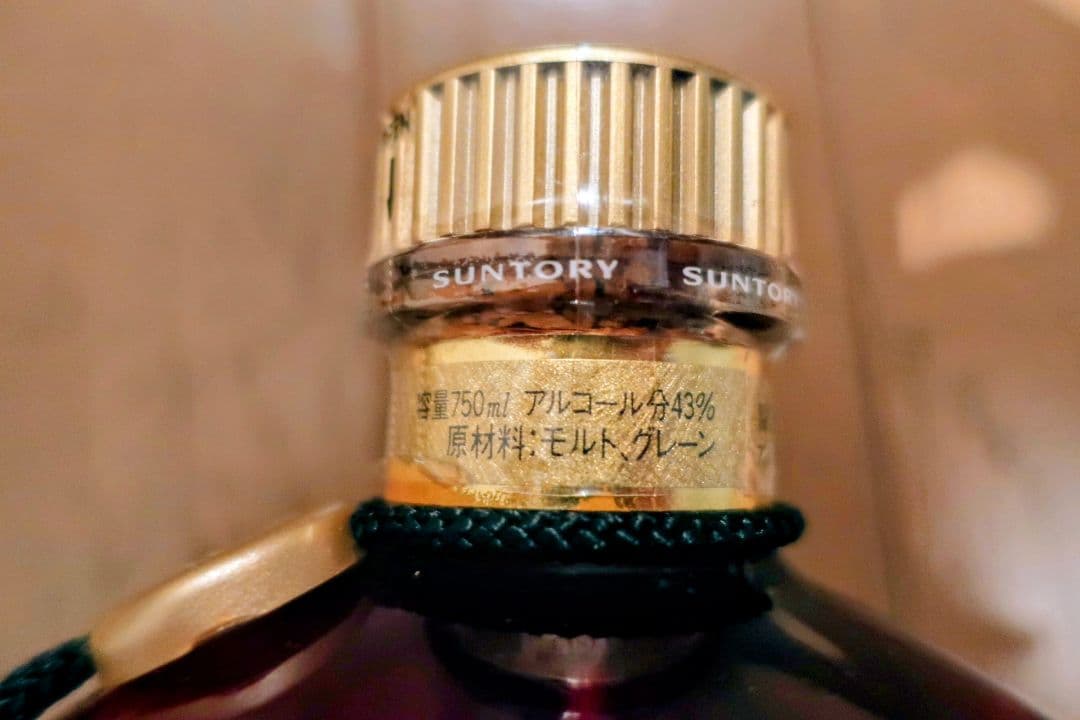 SUNTORY SUNTORY
容量750ml アルコール分43%
原材料:モルト、グレーン